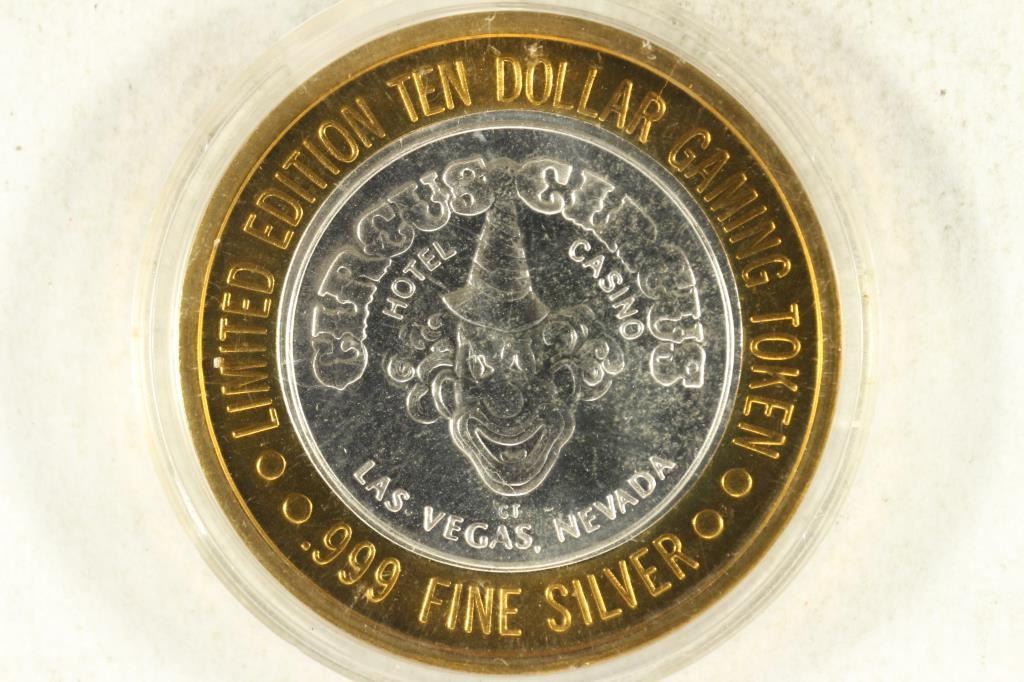 LIMITED EDITION TEN DOLLAR GAMING TOKEN
.999 FINE SILVER
CIRCUS CIRCUS
HOTEL CASINO
CT
LAS VEGAS, NEVADA